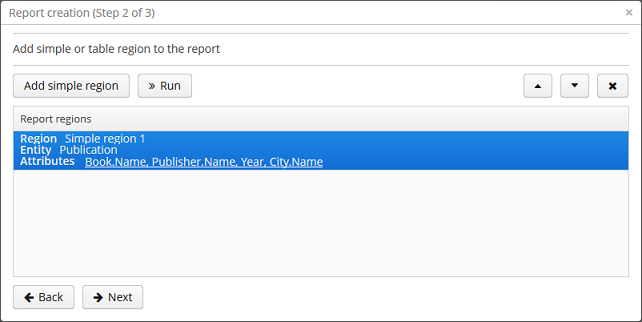 Report creation (Step 2 of 3)
Add simple or table region to the report
Add simple region Run
Report regions
Region Simple region 1
Entity Publication
Attributes Book.Name, Publisher.Name, Year, City.Name
Back Next